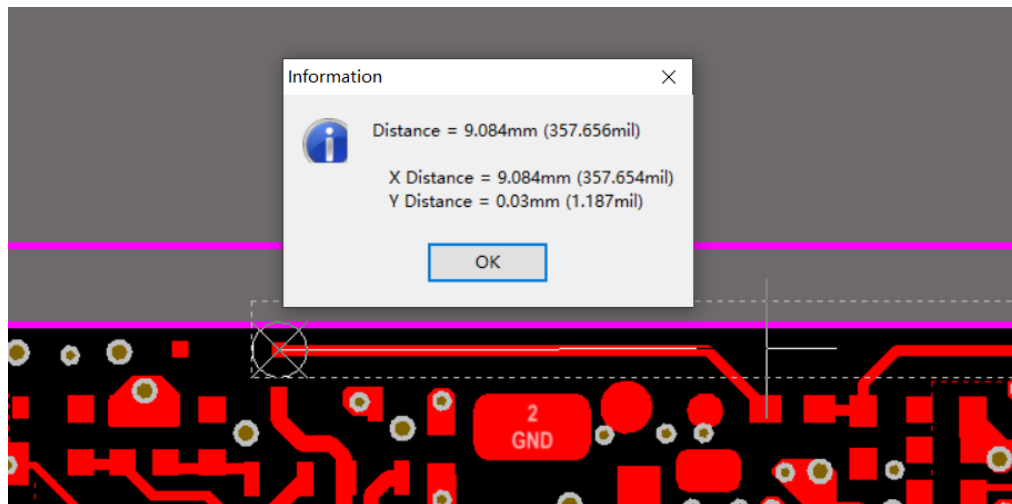 Information
Distance = 9.084mm (357.656mil)
X Distance = 9.084mm (357.654mil)
Y Distance = 0.03mm (1.187mil)
OK
2
GND